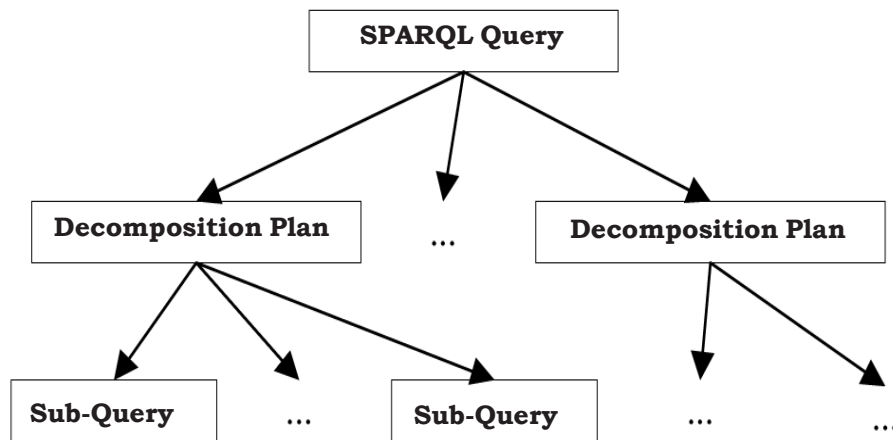 SPARQL Query
Decomposition Plan
...
Decomposition Plan
Sub-Query
...
Sub-Query
...
...